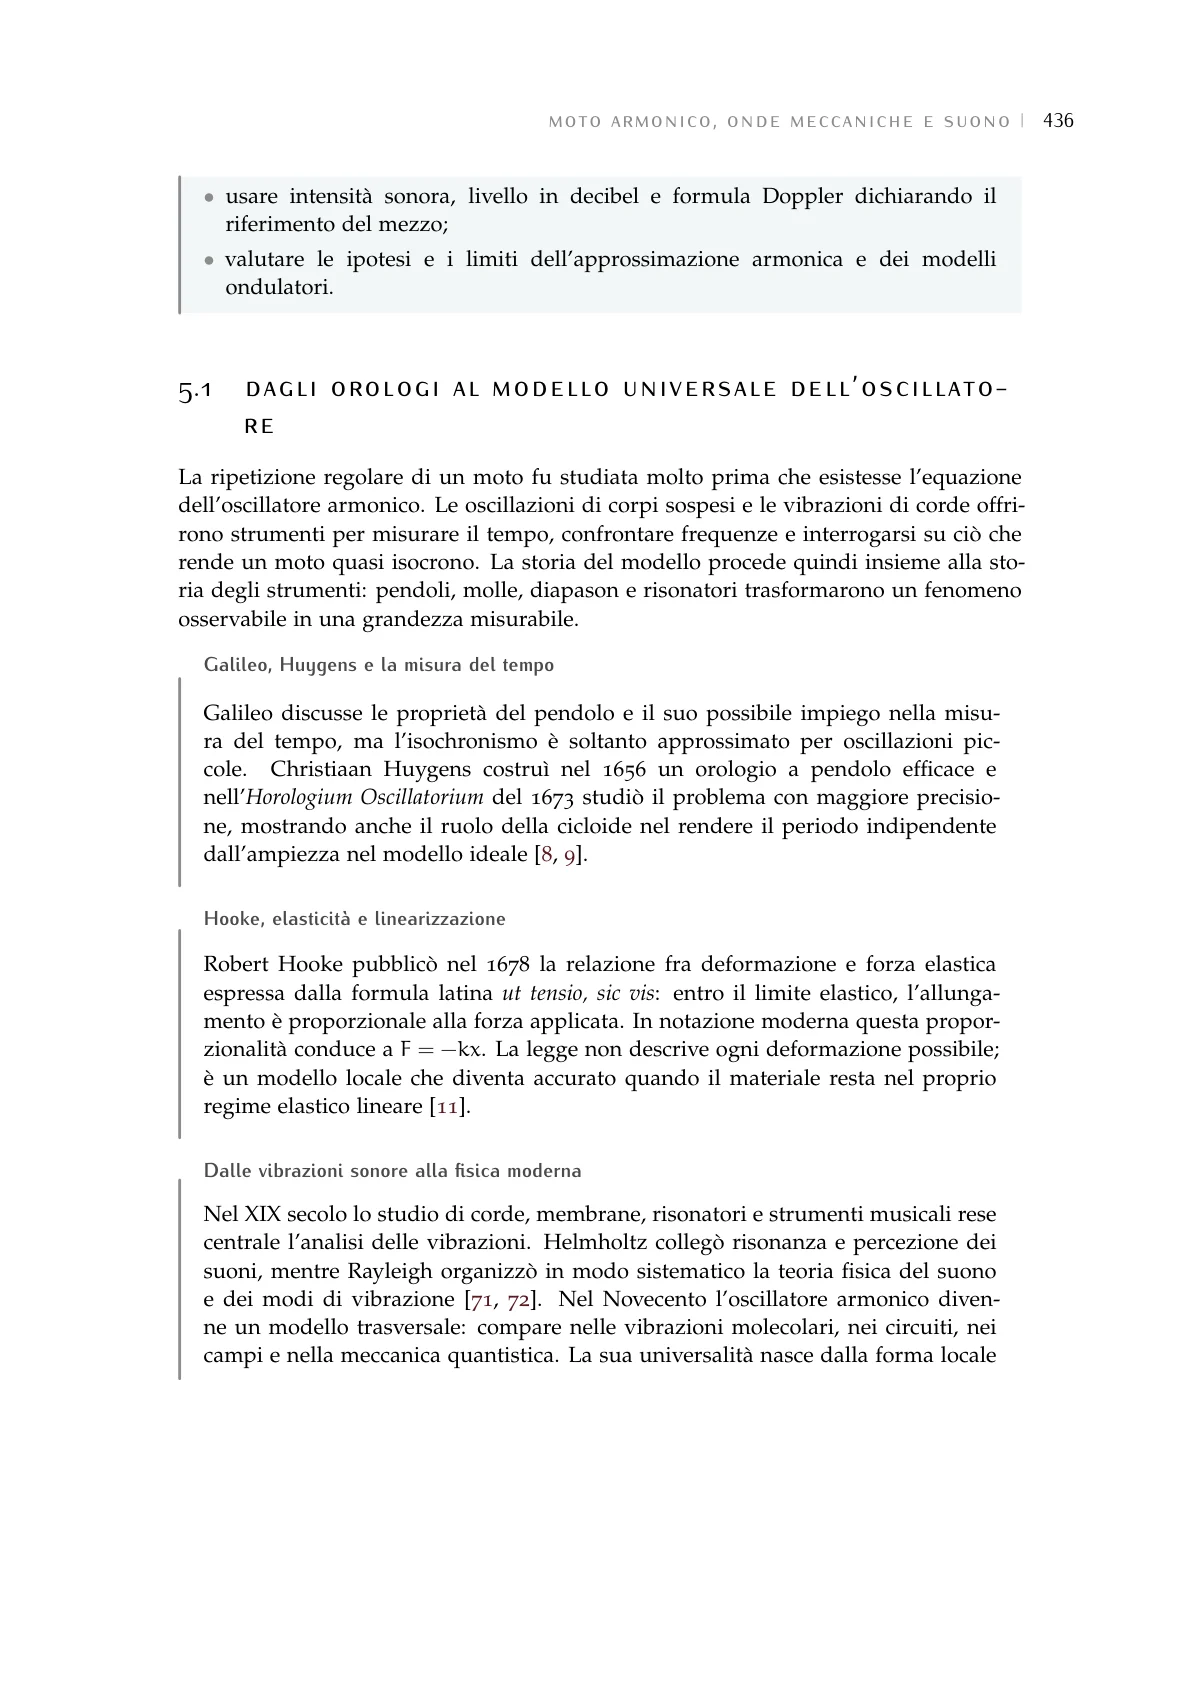 MOTO ARMONICO, ONDE MECCANICHE E SUONO | 436
• usare intensità sonora, livello in decibel e formula Doppler dichiarando il
riferimento del mezzo;
• valutare le ipotesi e i limiti dell'approssimazione armonica e dei modelli
ondulatori.
5.1 DAGLI OROLOGI AL MODELLO UNIVERSALE DELL'OSCILLATO-
RE
La ripetizione regolare di un moto fu studiata molto prima che esistesse l'equazione
dell'oscillatore armonico. Le oscillazioni di corpi sospesi e le vibrazioni di corde offri-
rono strumenti per misurare il tempo, confrontare frequenze e interrogarsi su ciò che
rende un moto quasi isocrono. La storia del modello procede quindi insieme alla sto-
ria degli strumenti: pendoli, molle, diapason e risonatori trasformarono un fenomeno
osservabile in una grandezza misurabile.
Galileo, Huygens e la misura del tempo
Galileo discusse le proprietà del pendolo e il suo possibile impiego nella misu-
ra del tempo, ma l'isochronismo è soltanto approssimato per oscillazioni pic-
cole. Christiaan Huygens costruì nel 1656 un orologio a pendolo efficace e
nell'Horologium Oscillatorium del 1673 studiò il problema con maggiore precisio-
ne, mostrando anche il ruolo della cicloide nel rendere il periodo indipendente
dall'ampiezza nel modello ideale [8, 9].
Hooke, elasticità e linearizzazione
Robert Hooke pubblicò nel 1678 la relazione fra deformazione e forza elastica
espressa dalla formula latina ut tensio, sic vis: entro il limite elastico, l'allunga-
mento è proporzionale alla forza applicata. In notazione moderna questa propor-
zionalità conduce a F = −kx. La legge non descrive ogni deformazione possibile;
è un modello locale che diventa accurato quando il materiale resta nel proprio
regime elastico lineare [11].
Dalle vibrazioni sonore alla fisica moderna
Nel XIX secolo lo studio di corde, membrane, risonatori e strumenti musicali rese
centrale l'analisi delle vibrazioni. Helmholtz collegò risonanza e percezione dei
suoni, mentre Rayleigh organizzò in modo sistematico la teoria fisica del suono
e dei modi di vibrazione [71, 72]. Nel Novecento l'oscillatore armonico diven-
ne un modello trasversale: compare nelle vibrazioni molecolari, nei circuiti, nei
campi e nella meccanica quantistica. La sua universalità nasce dalla forma locale